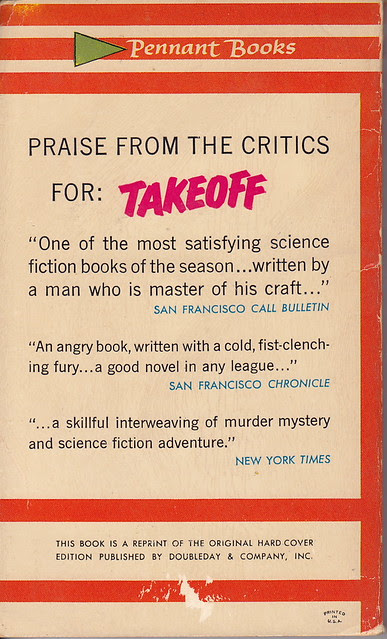 Pennant Books
PRAISE FROM THE CRITICS
FOR: TAKEOFF
“One of the most satisfying science
fiction books of the season...written by
a man who is master of his craft...”
SAN FRANCISCO CALL BULLETIN
“An angry book, written with a cold, fist-clench-
ing fury...a good novel in any league...”
SAN FRANCISCO CHRONICLE
“...a skillful interweaving of murder mystery
and science fiction adventure.”
NEW YORK TIMES
THIS BOOK IS A REPRINT OF THE ORIGINAL HARD COVER
EDITION PUBLISHED BY DOUBLEDAY & COMPANY, INC.
PRINTED
IN
U.S.A.